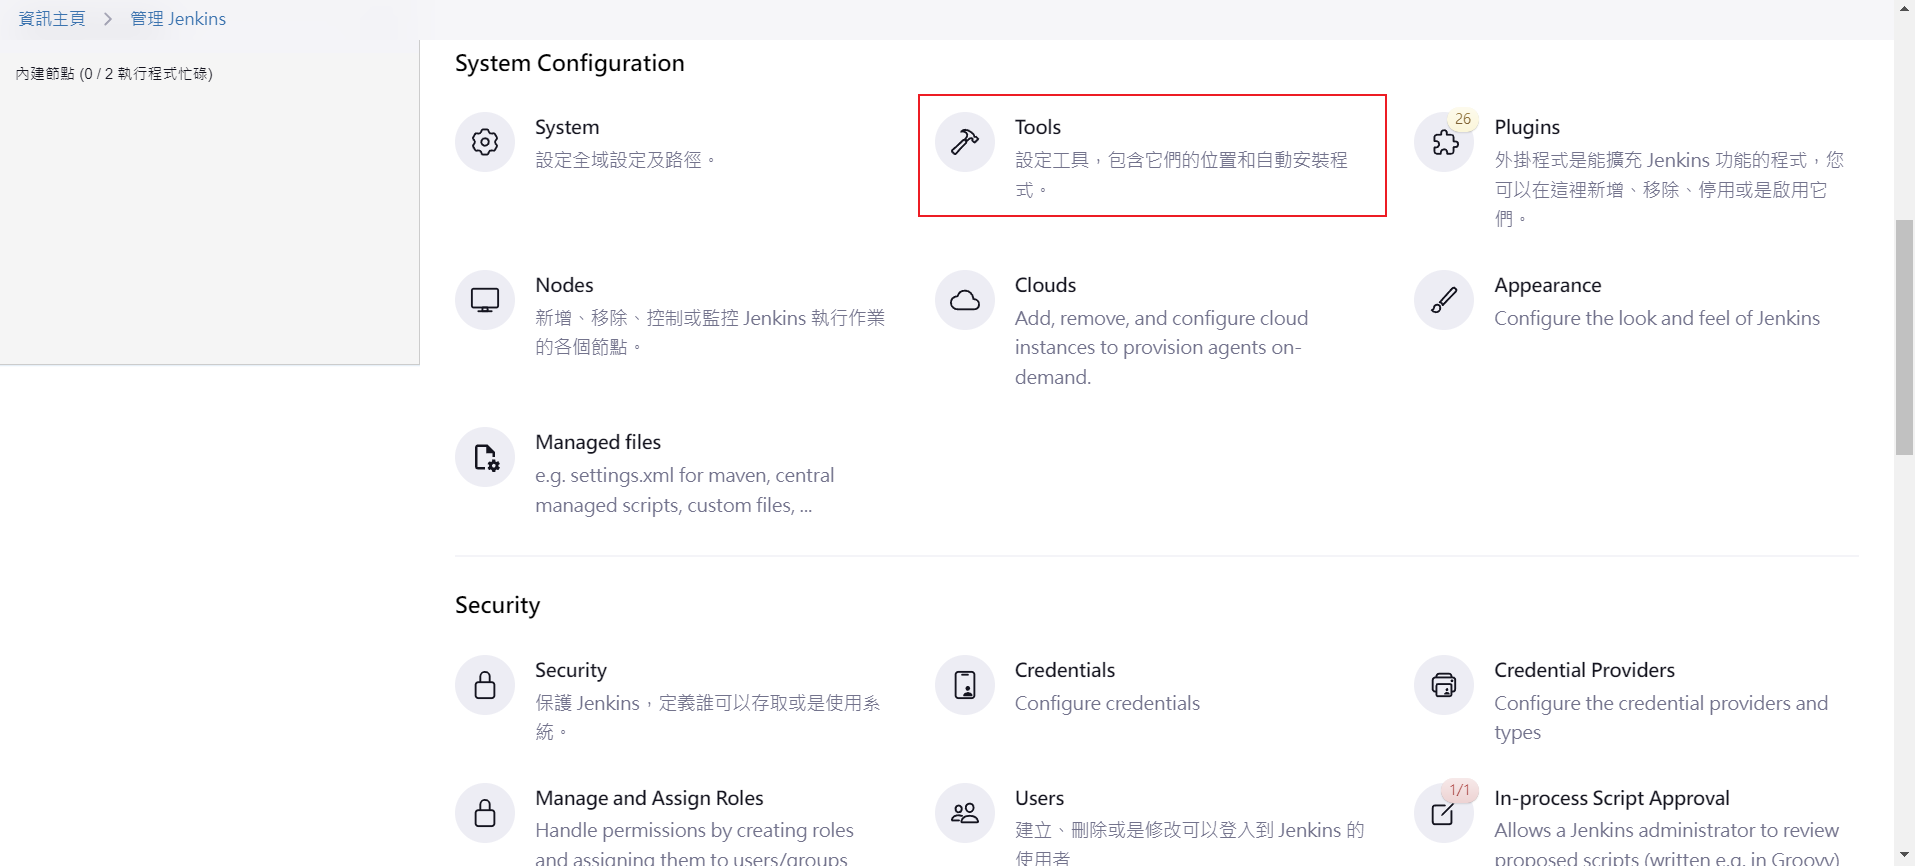 資訊主頁 > 管理 Jenkins
內建節點 (0 / 2 執行程式忙碌)
System Configuration
System
設定全域設定及路徑。
Tools
設定工具，包含它們的位置和自動安裝程
式。
26
Plugins
外掛程式是能擴充 Jenkins 功能的程式，您
可以在這裡新增、移除、停用或是啟用它
們。
Nodes
新增、移除、控制或監控 Jenkins 執行作業
的各個節點。
Clouds
Add, remove, and configure cloud
instances to provision agents on-
demand.
Appearance
Configure the look and feel of Jenkins
Managed files
e.g. settings.xml for maven, central
managed scripts, custom files, ...
Security
Security
保護 Jenkins，定義誰可以存取或是使用系
統。
Credentials
Configure credentials
Credential Providers
Configure the credential providers and
types
Manage and Assign Roles
Handle permissions by creating roles
and assigning them to users/groups
Users
建立、刪除或是修改可以登入到 Jenkins 的
使用者
1/1
In-process Script Approval
Allows a Jenkins administrator to review
proposed scripts (written e.g. in Groovy)